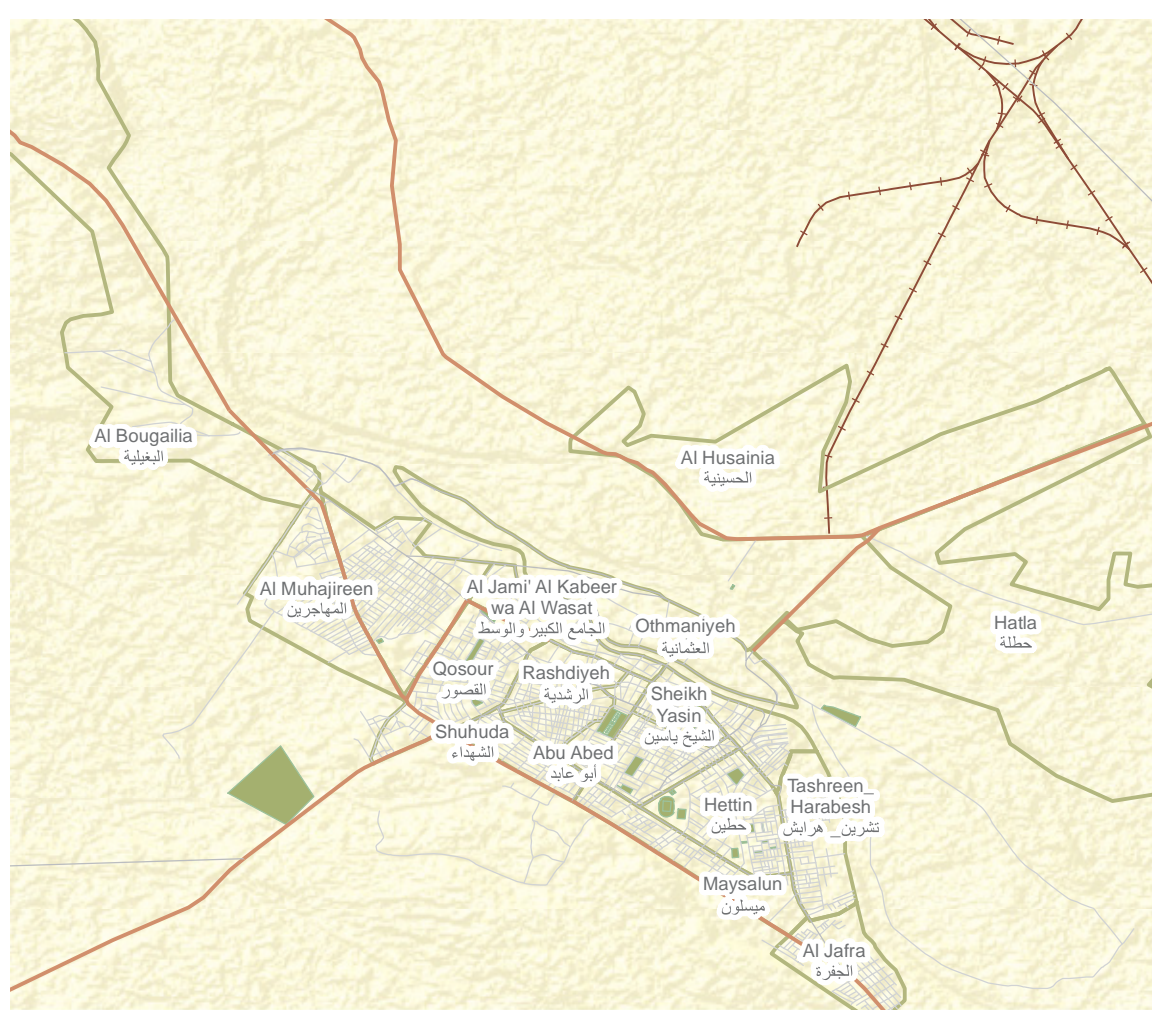 Al Bougailia
البغيلية
Al Husainia
الحسينية
Al Muhajireen
المهاجرين
Al Jami' Al Kabeer
wa Al Wasat
الجامع الكبير والوسط
Othmaniyeh
العثمانية
Hatla
حطلة
Qosour
القصور
Rashdiyeh
الرشدية
Sheikh
Yasin
الشيخ ياسين
Shuhuda
الشهداء
Abu Abed
أبو عابد
Hettin
حطين
Tashreen_
Harabesh
تشرين_ هرابش
Maysalun
ميسلون
Al Jafra
الجفرة